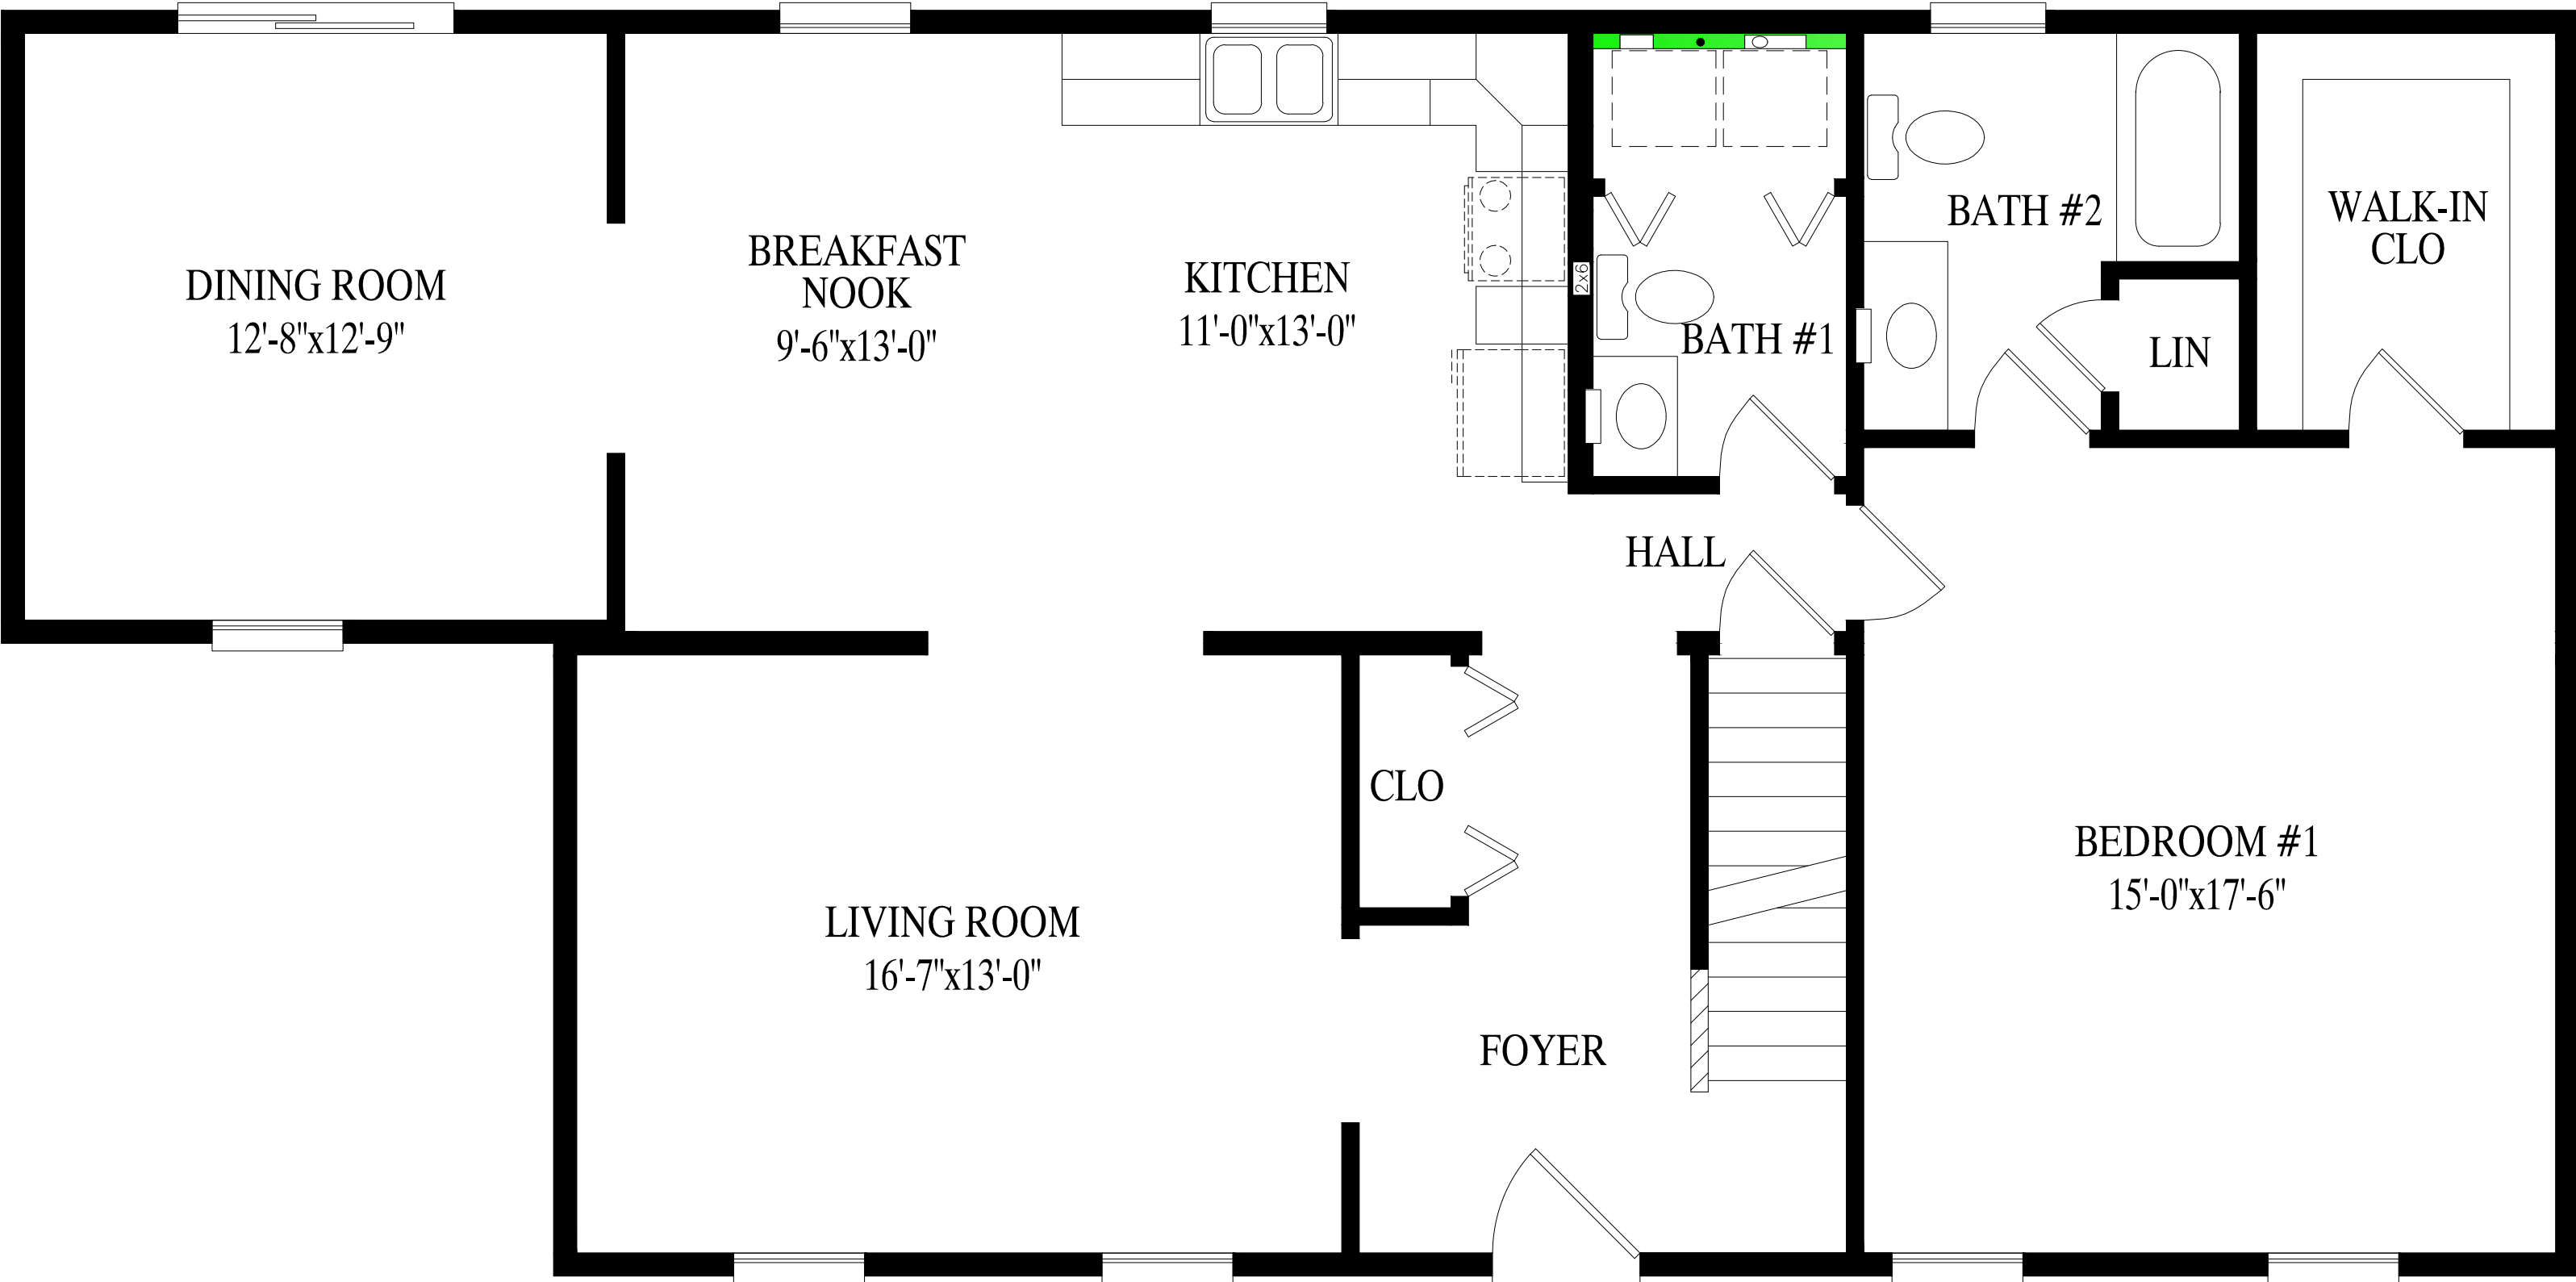 DINING ROOM
12'-8"x12'-9"
BREAKFAST
NOOK
9'-6"x13'-0"
KITCHEN
11'-0"x13'-0"
2x6
BATH #1
BATH #2
LIN
WALK-IN
CLO
HALL
CLO
LIVING ROOM
16'-7"x13'-0"
FOYER
BEDROOM #1
15'-0"x17'-6"